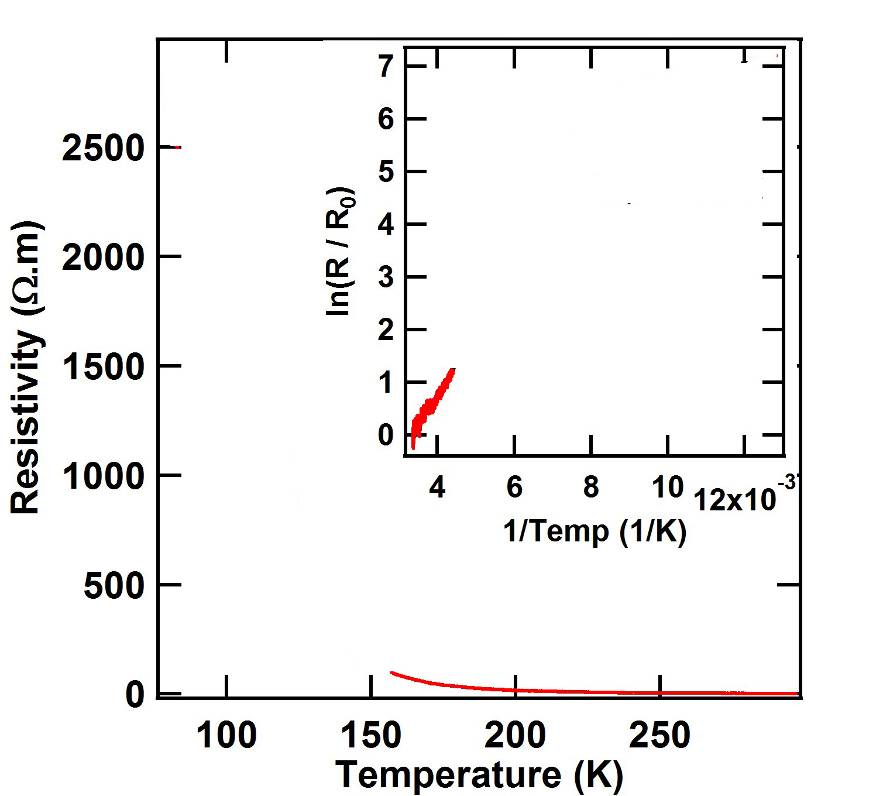 Resistivity (Ω.m)
2500
2000
1500
1000
500
0
100 150 200 250
Temperature (K)
ln(R / R₀)
7
6
5
4
3
2
1
0
4 6 8 10 12x10⁻³
1/Temp (1/K)